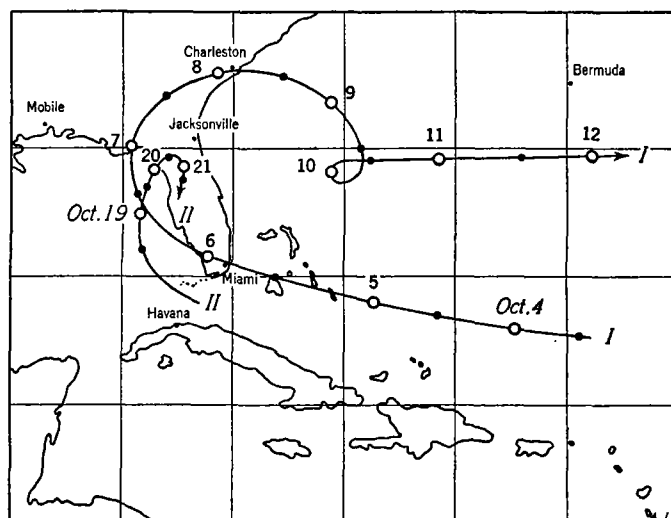 Charleston
8
Bermuda
9
Mobile
Jacksonville
7
20
21
10
11
12
I
Oct. 19
II
6
Miami
5
Oct. 4
II
Havana
I